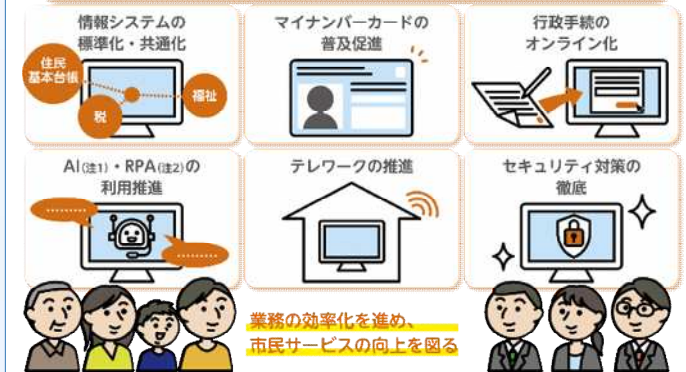 情報システムの
標準化・共通化
住民
基本台帳
福祉
税
マイナンバーカードの
普及促進
行政手続の
オンライン化
AI(注1)・RPA(注2)の
利用推進
テレワークの推進
セキュリティ対策の
徹底
業務の効率化を進め、
市民サービスの向上を図る